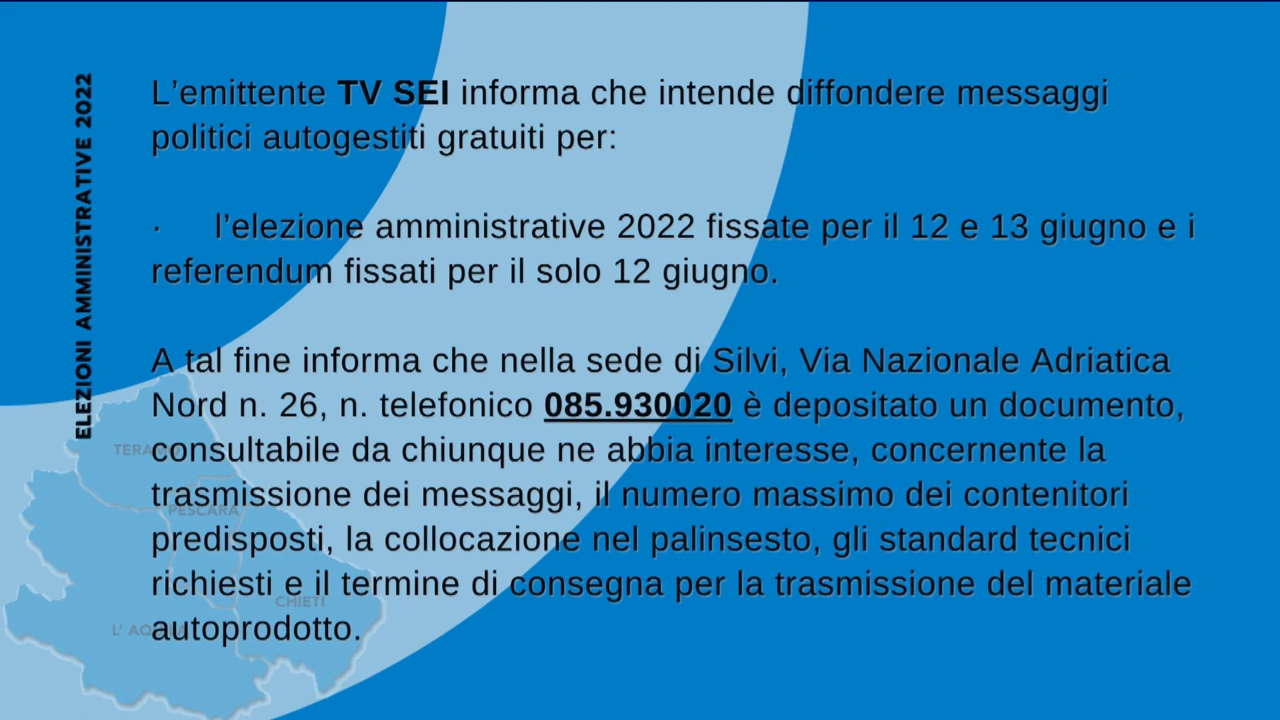 ELEZIONI AMMINISTRATIVE 2022
L’emittente TV SEI informa che intende diffondere messaggi
politici autogestiti gratuiti per:
· l’elezione amministrative 2022 fissate per il 12 e 13 giugno e i
referendum fissati per il solo 12 giugno.
A tal fine informa che nella sede di Silvi, Via Nazionale Adriatica
Nord n. 26, n. telefonico 085.930020 è depositato un documento,
consultabile da chiunque ne abbia interesse, concernente la
trasmissione dei messaggi, il numero massimo dei contenitori
predisposti, la collocazione nel palinsesto, gli standard tecnici
richiesti e il termine di consegna per la trasmissione del materiale
autoprodotto.
PESCARA
CHIETI